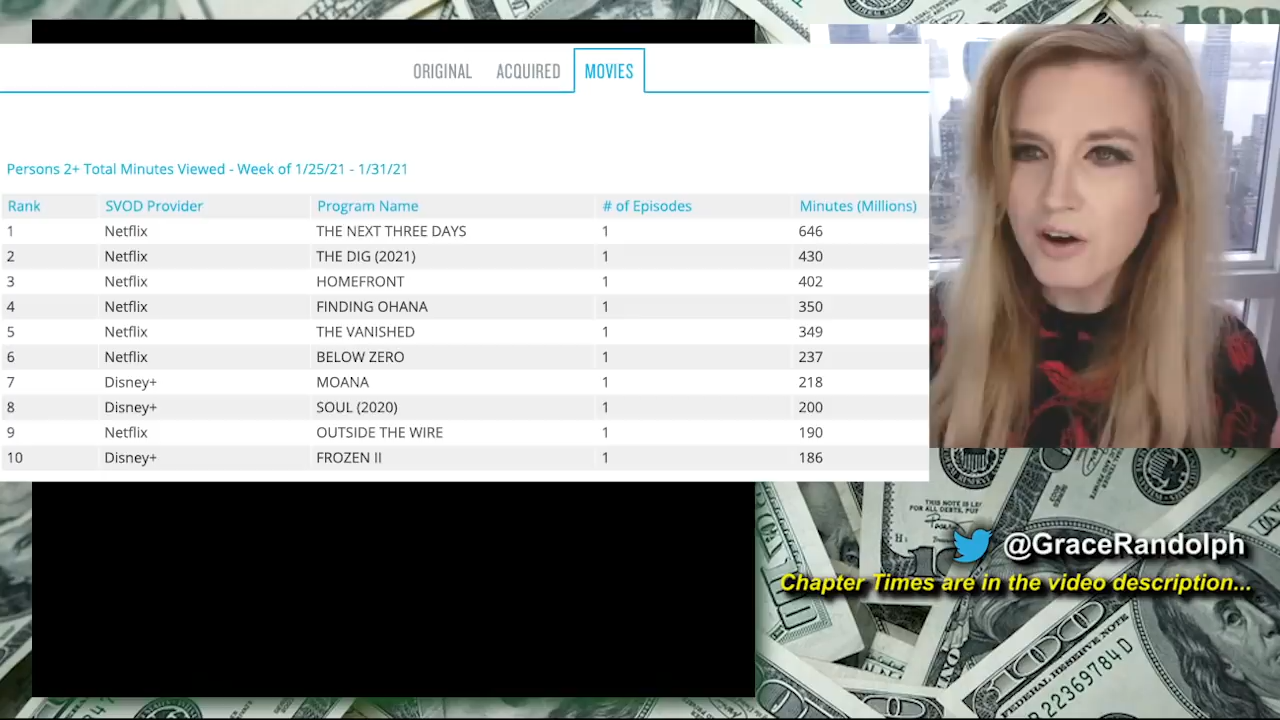 ORIGINAL ACQUIRED MOVIES
Persons 2+ Total Minutes Viewed - Week of 1/25/21 - 1/31/21
Rank SVOD Provider Program Name # of Episodes Minutes (Millions)
1 Netflix THE NEXT THREE DAYS 1 646
2 Netflix THE DIG (2021) 1 430
3 Netflix HOMEFRONT 1 402
4 Netflix FINDING OHANA 1 350
5 Netflix THE VANISHED 1 349
6 Netflix BELOW ZERO 1 237
7 Disney+ MOANA 1 218
8 Disney+ SOUL (2020) 1 200
9 Netflix OUTSIDE THE WIRE 1 190
10 Disney+ FROZEN II 1 186
@GraceRandolph
Chapter Times are in the video description...
100